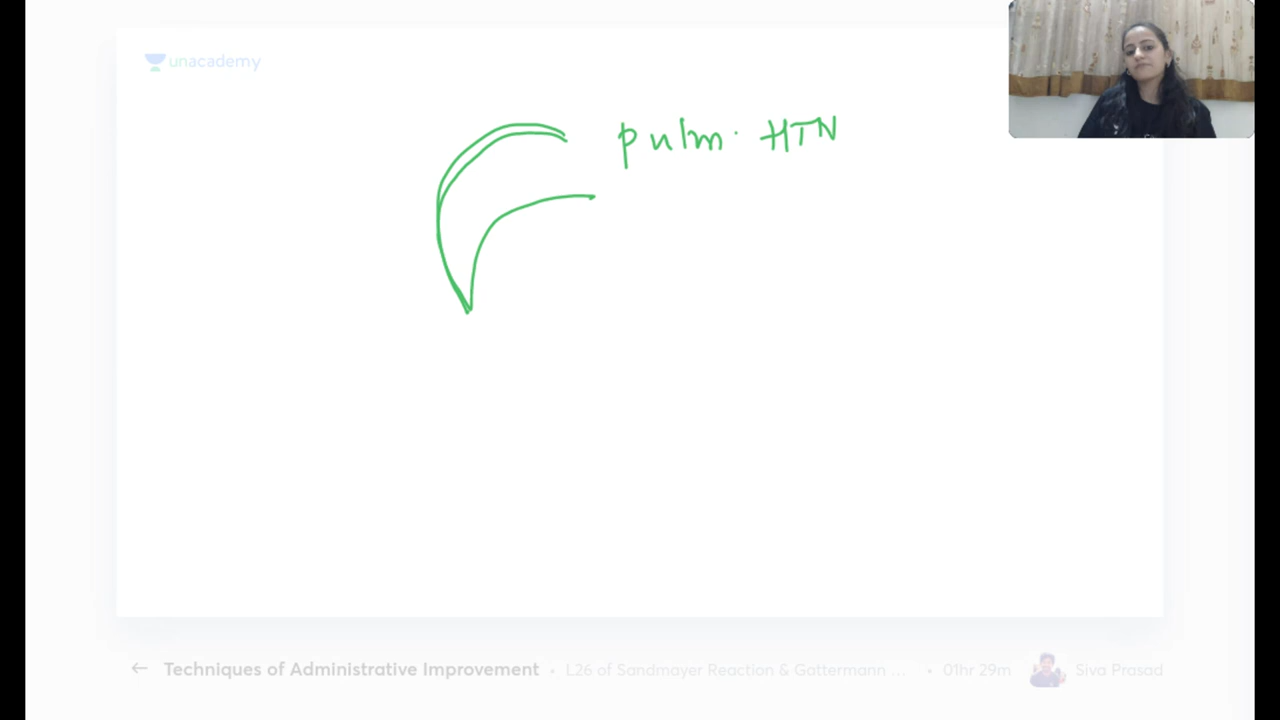 unacademy
pulm. HTN
Techniques of Administrative Improvement • L26 of Sandmayer Reaction & Gattermann ... • 01hr 29m Siva Prasad